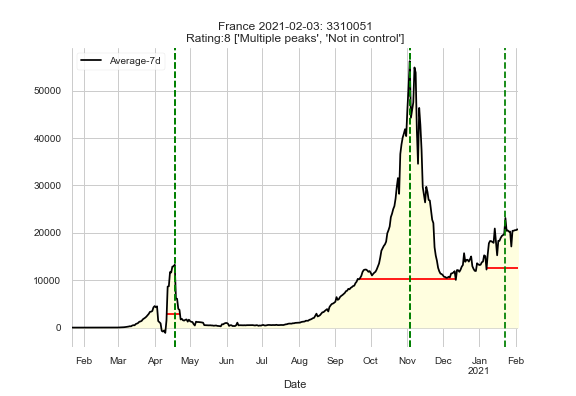 France 2021-02-03: 3310051
Rating:8 ['Multiple peaks', 'Not in control']
Average-7d
50000
40000
30000
20000
10000
0
Feb Mar Apr May Jun Jul Aug Sep Oct Nov Dec Jan Feb
2021
Date